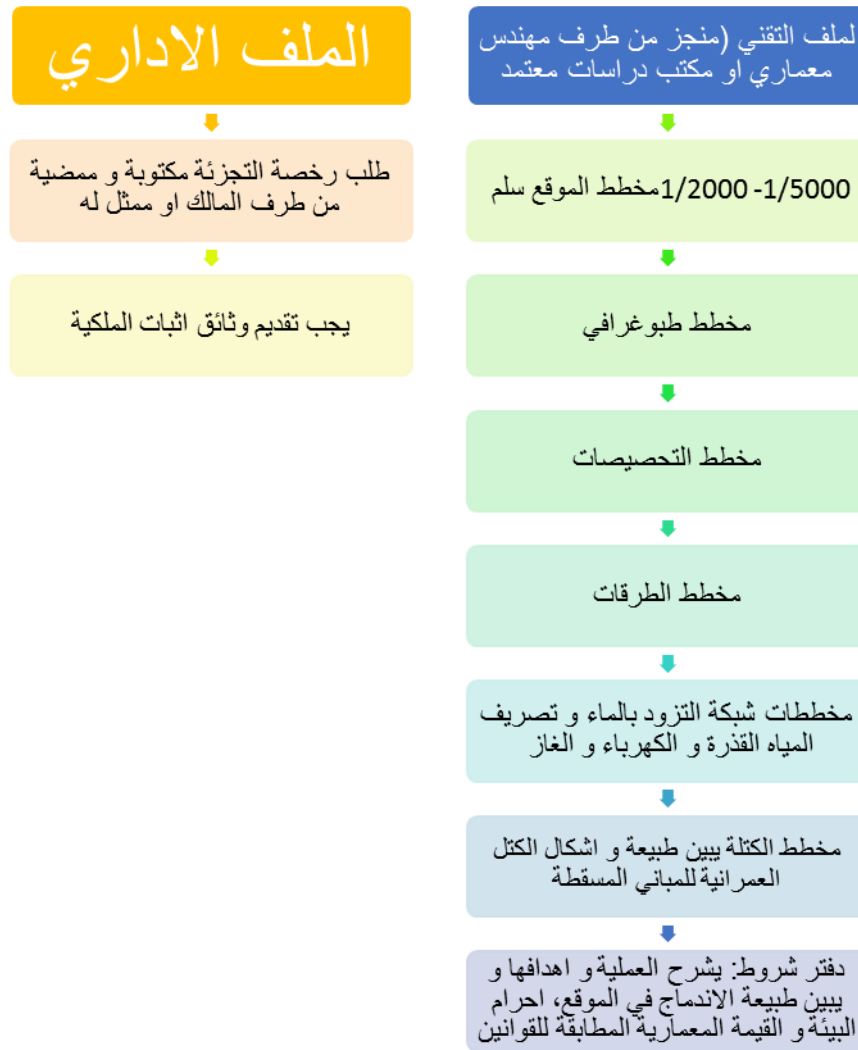 لملف التقني (منجز من طرف مهندس
معماري او مكتب دراسات معتمد
1/2000 -1/5000مخطط الموقع سلم
مخطط طبوغرافي
مخطط التحصيصات
مخطط الطرقات
مخططات شبكة التزود بالماء و تصريف
المياه القذرة و الكهرباء و الغاز
مخطط الكتلة يبين طبيعة و اشكال الكتل
العمرانية للمباني المسقطة
دفتر شروط: يشرح العملية و اهدافها و
يبين طبيعة الاندماج في الموقع، احرام
البيئة و القيمة المعمارية المطابقة للقوانين
الملف الاداري
طلب رخصة التجزئة مكتوبة و ممضية
من طرف المالك او ممثل له
يجب تقديم وثائق اثبات الملكية